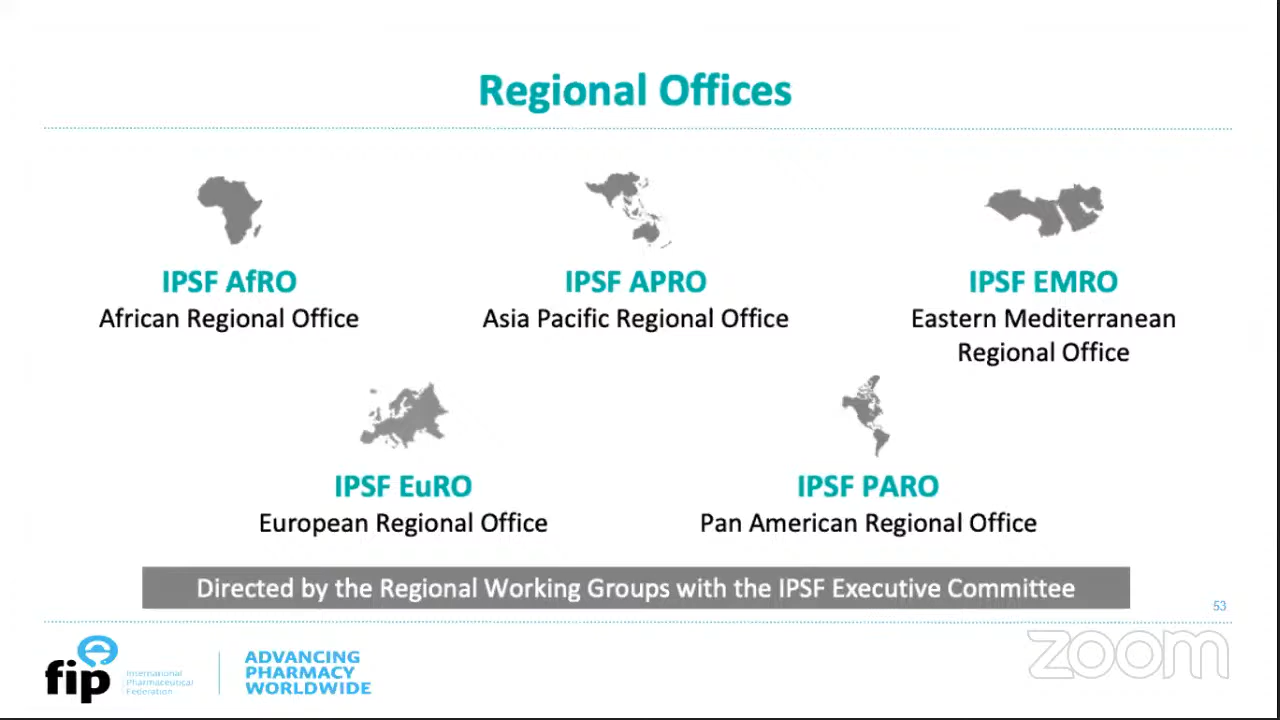 Regional Offices
IPSF AfRO
African Regional Office
IPSF APRO
Asia Pacific Regional Office
IPSF EMRO
Eastern Mediterranean
Regional Office
IPSF EuRO
European Regional Office
IPSF PARO
Pan American Regional Office
Directed by the Regional Working Groups with the IPSF Executive Committee
53
fip
International
Pharmaceutical
Federation
ADVANCING
PHARMACY
WORLDWIDE
zoom